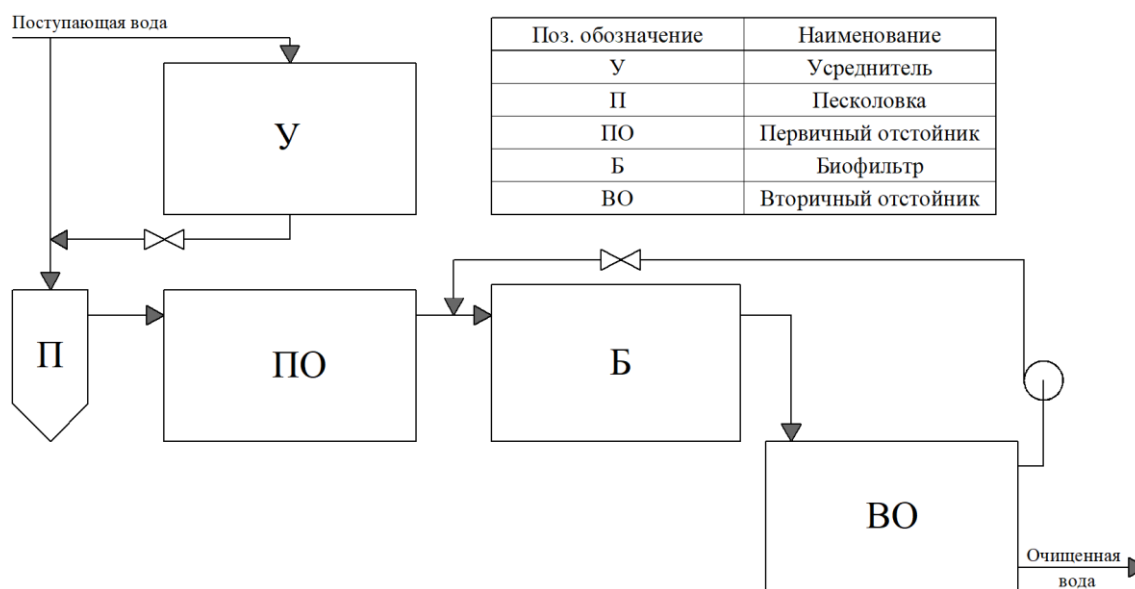 Поступающая вода
Поз. обозначение Наименование
У Усреднитель
П Песколовка
ПО Первичный отстойник
Б Биофильтр
ВО Вторичный отстойник
У
П
ПО
Б
ВО
Очищенная
вода